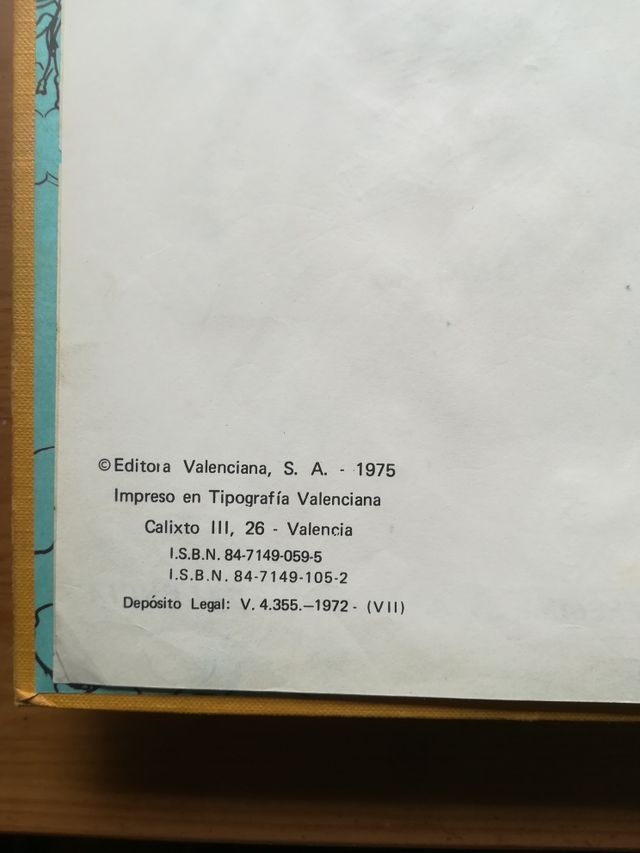 © Editora Valenciana, S. A. - 1975
Impreso en Tipografía Valenciana
Calixto III, 26 - Valencia
I.S.B.N. 84-7149-059-5
I.S.B.N. 84-7149-105-2
Depósito Legal: V. 4.355.—1972 - (VII)